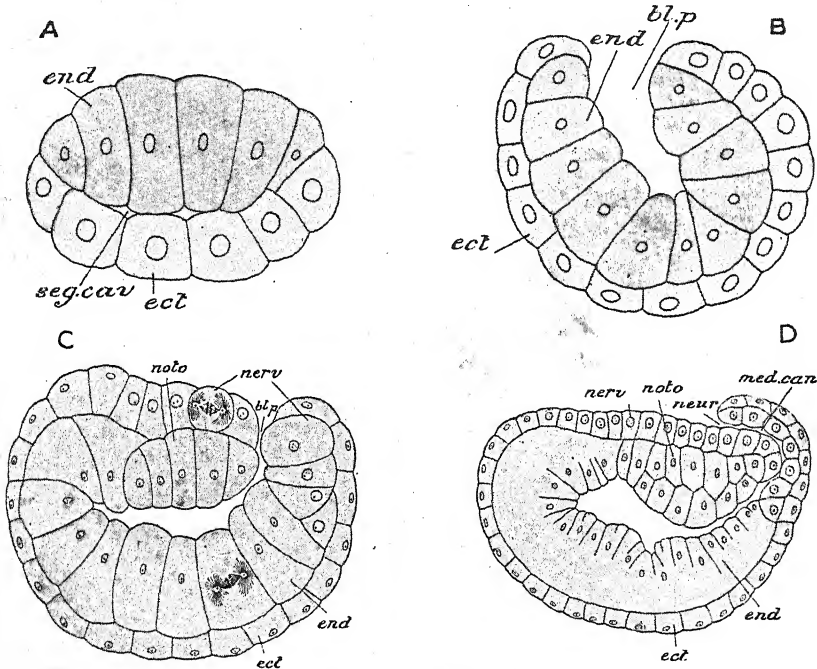 A
end
seg.cav
ect
B
bl.p
end
ect
C
noto
nerv
bl.p
end
ect
D
nerv
noto
neur
med.can
end
ect.